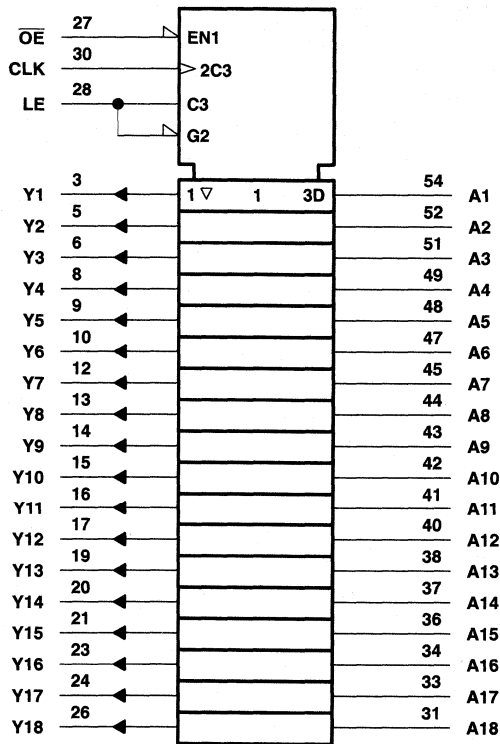 OE 27 EN1
CLK 30 2C3
LE 28 C3
G2
Y1 3 1 ▽ 1 3D 54 A1
Y2 5 52 A2
Y3 6 51 A3
Y4 8 49 A4
Y5 9 48 A5
Y6 10 47 A6
Y7 12 45 A7
Y8 13 44 A8
Y9 14 43 A9
Y10 15 42 A10
Y11 16 41 A11
Y12 17 40 A12
Y13 19 38 A13
Y14 20 37 A14
Y15 21 36 A15
Y16 23 34 A16
Y17 24 33 A17
Y18 26 31 A18